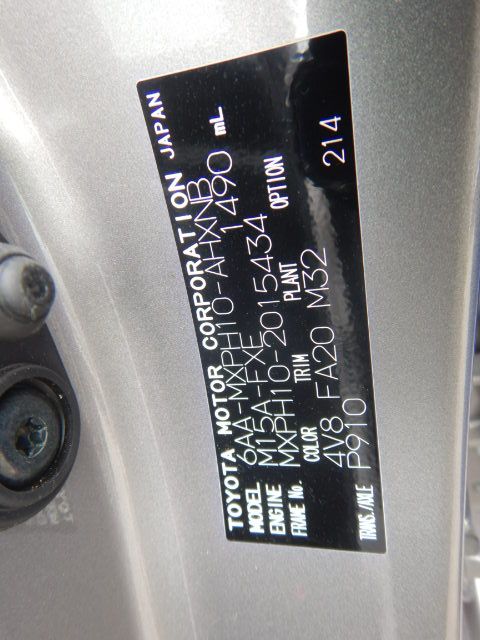 TOYOTA MOTOR CORPORATION JAPAN
MODEL 6AA-MXPH10-AHXNB
ENGINE M15A-FXE 1490 mL
FRAME No. MXPH10-2015434
COLOR TRIM PLANT OPTION
4V8 FA20 M32
TRANS./AXLE P910 214